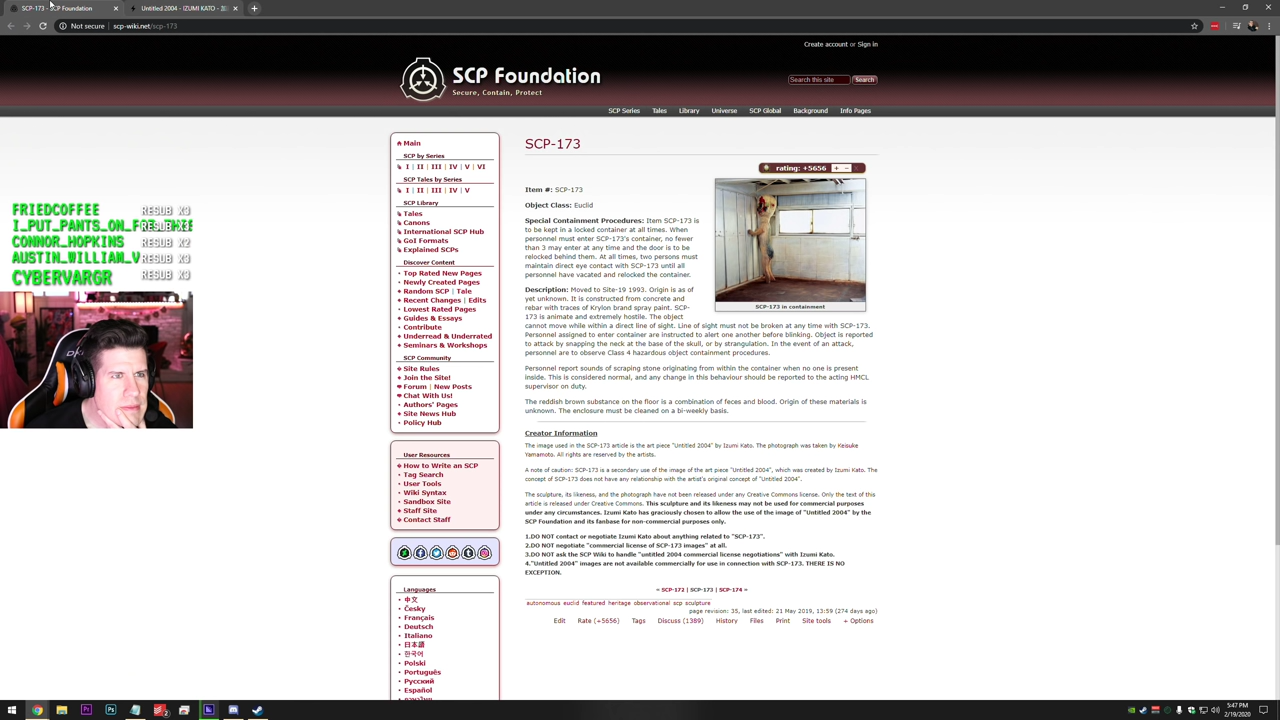 SCP-173 - SCP Foundation
2004 IZUMI KATO - IZUMI KATO
Not secure | scp-wiki.net/scp-173
Create account or Sign in
SCP Foundation
Secure, Contain, Protect
Search this site
Search
SCP Series Tales Library Universe SCP Global Background Info Pages
Main
SCP by Series
I | II | III | IV | V | VI
SCP Tales by Series
I | II | III | IV | V
SCP Library
Tales
Canons
International SCP Hub
GoI Formats
Explained SCPs
Discover Content
Top Rated New Pages
Newly Created Pages
Random SCP | Tale
Recent Changes | Edits
Lowest Rated Pages
Guides & Essays
Contribute
Underread & Underrated
Seminars & Workshops
SCP Community
Site Rules
Join the Site!
Forum | New Posts
Chat With Us!
Authors' Pages
Site News Hub
Policy Hub
User Resources
How to Write an SCP
Tag Search
User Tools
Wiki Syntax
Sandbox Site
Staff Site
Contact Staff
Languages
中文
Česky
Français
Deutsch
Italiano
日本語
한국어
Polski
Português
Русский
Español
FRIEDCOFFEE RESUB X3
I_PUT_PANTS_ON_F RESUB X3
CONNOR_HOPKINS RESUB X2
AUSTIN_WILLIAM_V RESUB X3
CYBERVARGR RESUB X3
SCP-173
rating: +5656 + − x
Item #: SCP-173
Object Class: Euclid
Special Containment Procedures: Item SCP-173 is
to be kept in a locked container at all times. When
personnel must enter SCP-173's container, no fewer
than 3 may enter at any time and the door is to be
relocked behind them. At all times, two persons must
maintain direct eye contact with SCP-173 until all
personnel have vacated and relocked the container.
SCP-173 in containment
Description: Moved to Site-19 1993. Origin is as of
yet unknown. It is constructed from concrete and
rebar with traces of Krylon brand spray paint. SCP-
173 is animate and extremely hostile. The object
cannot move while within a direct line of sight. Line of sight must not be broken at any time with SCP-173.
Personnel assigned to enter container are instructed to alert one another before blinking. Object is reported
to attack by snapping the neck at the base of the skull, or by strangulation. In the event of an attack,
personnel are to observe Class 4 hazardous object containment procedures.
Personnel report sounds of scraping stone originating from within the container when no one is present
inside. This is considered normal, and any change in this behaviour should be reported to the acting HMCL
supervisor on duty.
The reddish brown substance on the floor is a combination of feces and blood. Origin of these materials is
unknown. The enclosure must be cleaned on a bi-weekly basis.
Creator Information
The image used in the SCP-173 article is the art piece "Untitled 2004" by Izumi Kato. The photograph was taken by Keisuke
Yamamoto. All rights are reserved by the artists.
A note of caution: SCP-173 is a secondary use of the image of the art piece "Untitled 2004", which was created by Izumi Kato. The
concept of SCP-173 does not have any relationship with the artist's original concept of "Untitled 2004".
The sculpture, its likeness, and the photograph have not been released under any Creative Commons license. Only the text of this
article is released under Creative Commons. This sculpture and its likeness may not be used for commercial purposes
under any circumstances. Izumi Kato has graciously chosen to allow the use of the image of "Untitled 2004" by the
SCP Foundation and its fanbase for non-commercial purposes only.
1.DO NOT contact or negotiate Izumi Kato about anything related to "SCP-173".
2.DO NOT negotiate "commercial license of SCP-173 images" at all.
3.DO NOT ask the SCP Wiki to handle "untitled 2004 commercial license negotiations" with Izumi Kato.
4."Untitled 2004" images are not available commercially for use in connection with SCP-173. THERE IS NO
EXCEPTION.
« SCP-172 | SCP-173 | SCP-174 »
autonomous euclid featured heritage observational scp sculpture
page revision: 35, last edited: 21 May 2019, 13:59 (274 days ago)
Edit Rate (+5656) Tags Discuss (1389) History Files Print Site tools + Options
5:47 PM
2/19/2020